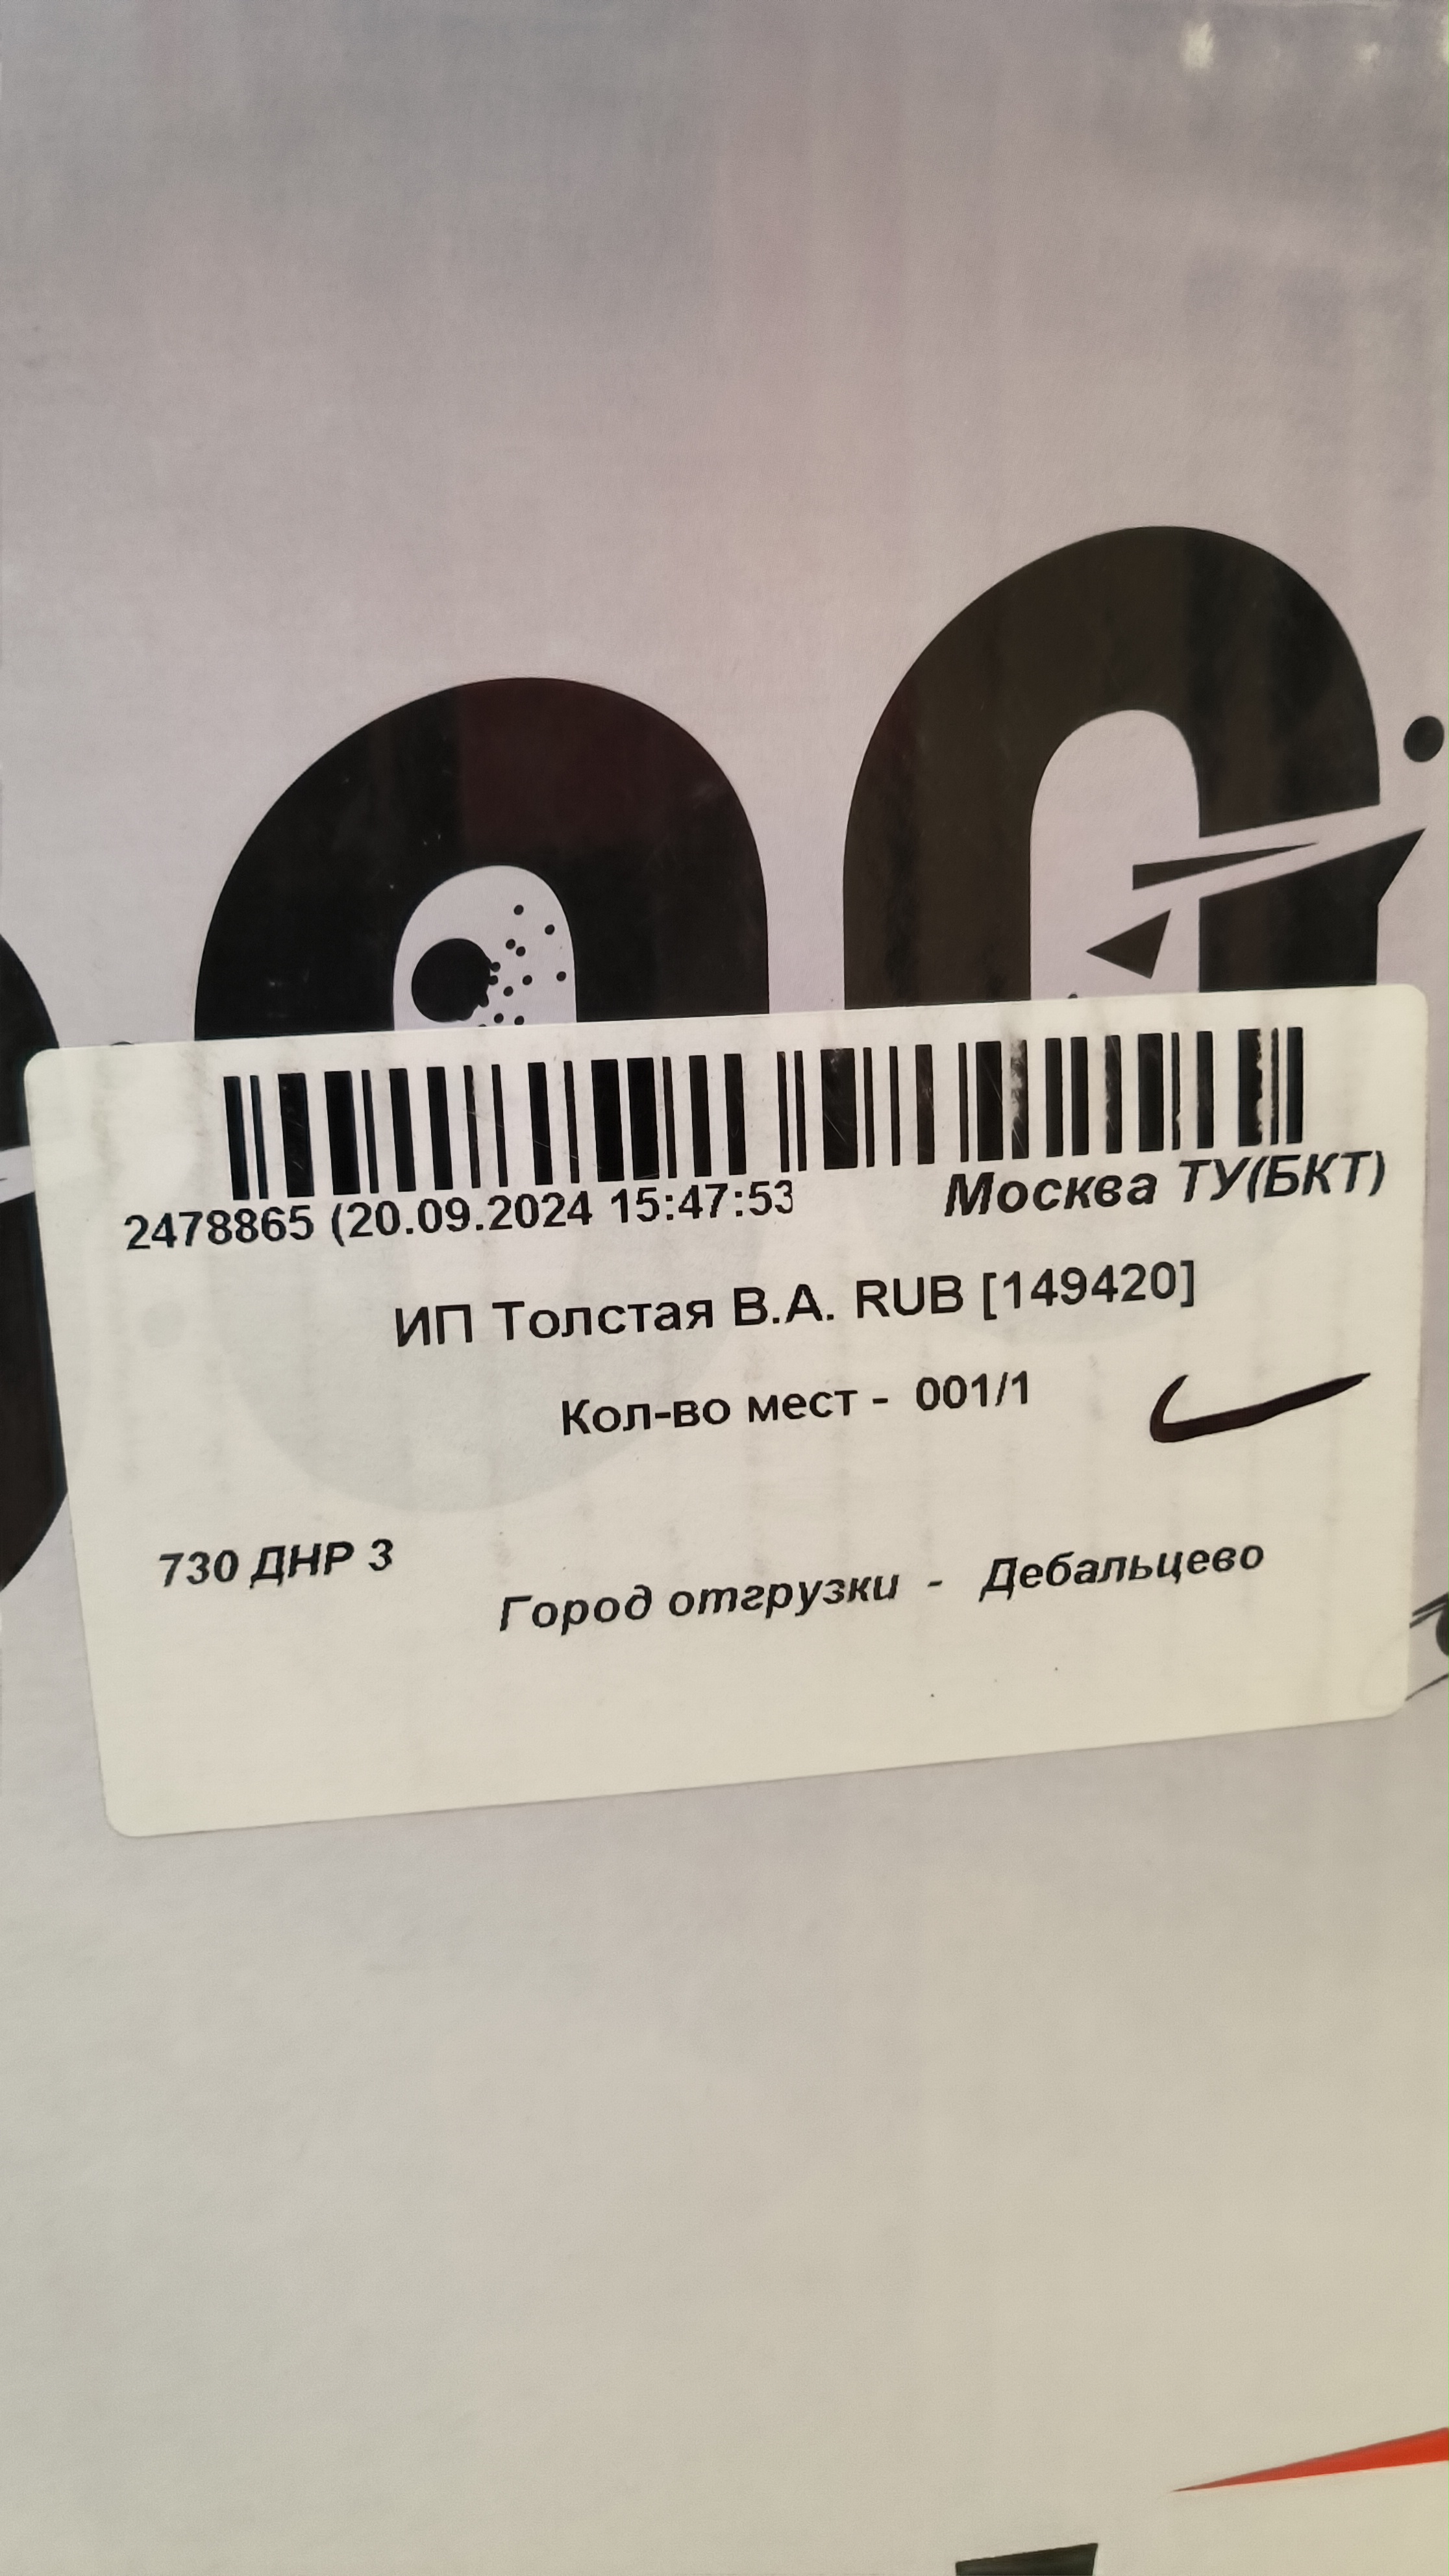 2478865 (20.09.2024 15:47:53 Москва ТУ(БКТ)
ИП Толстая В.А. RUB [149420]
Кол-во мест - 001/1
730 ДНР 3
Город отгрузки - Дебальцево